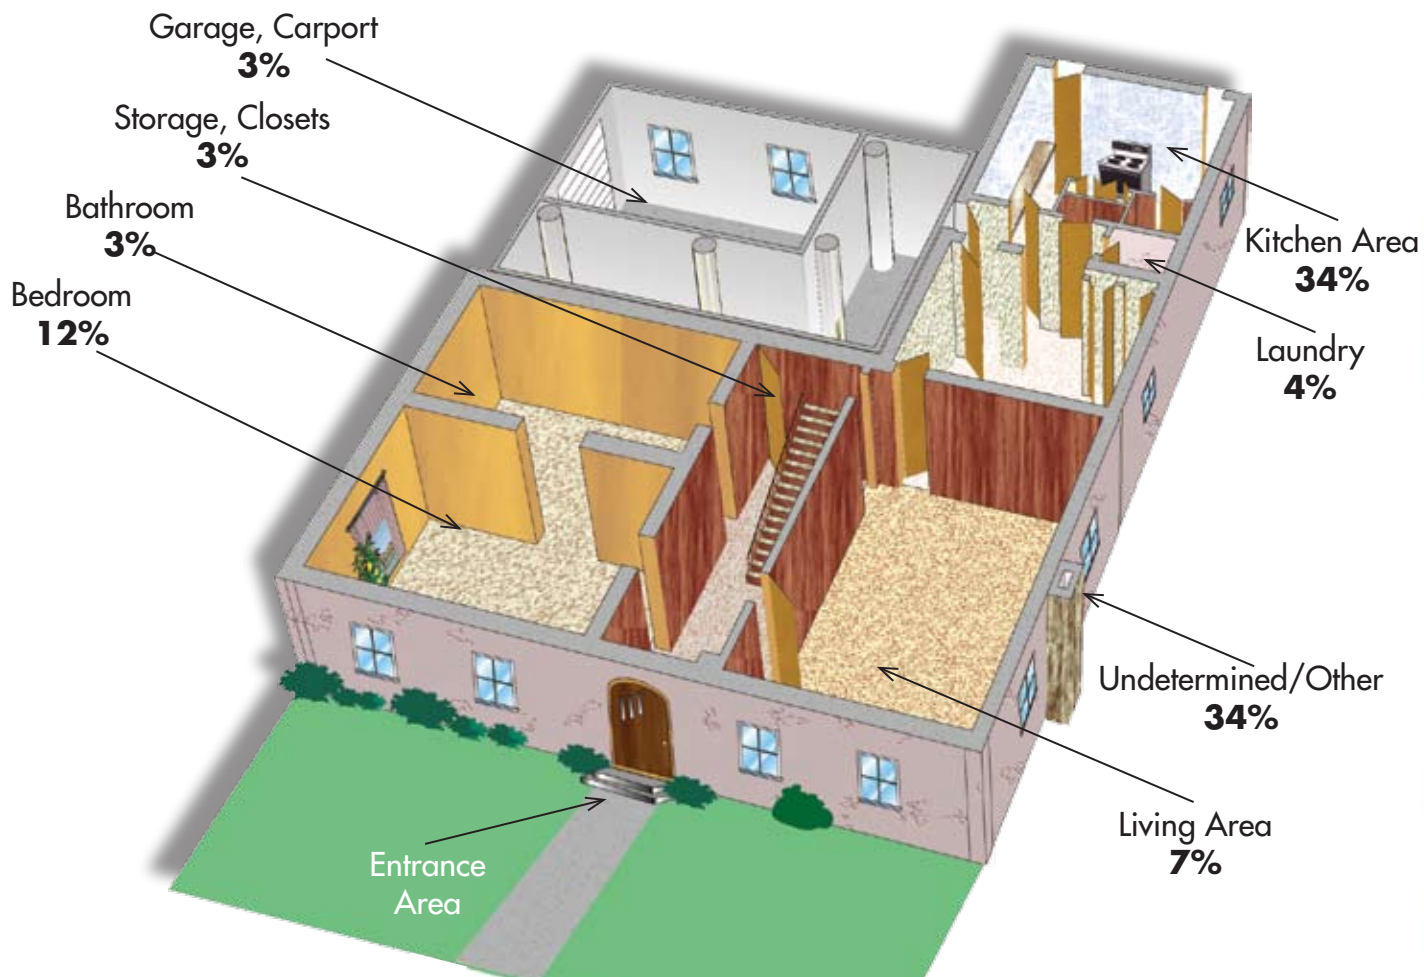 Garage, Carport
3%
Storage, Closets
3%
Bathroom
3%
Bedroom
12%
Kitchen Area
34%
Laundry
4%
Undetermined/Other
34%
Living Area
7%
Entrance
Area